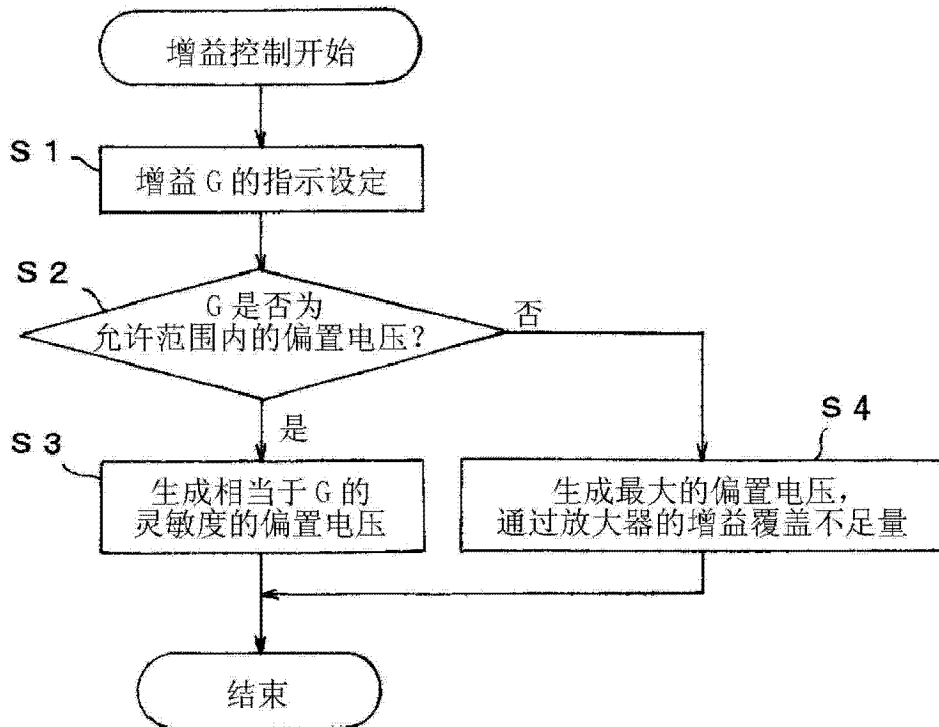 增益控制开始
S 1
增益 G 的指示设定
S 2
G 是否为
允许范围内的偏置电压?
否
是
S 3
生成相当于 G 的
灵敏度的偏置电压
S 4
生成最大的偏置电压,
通过放大器的增益覆盖不足量
结束